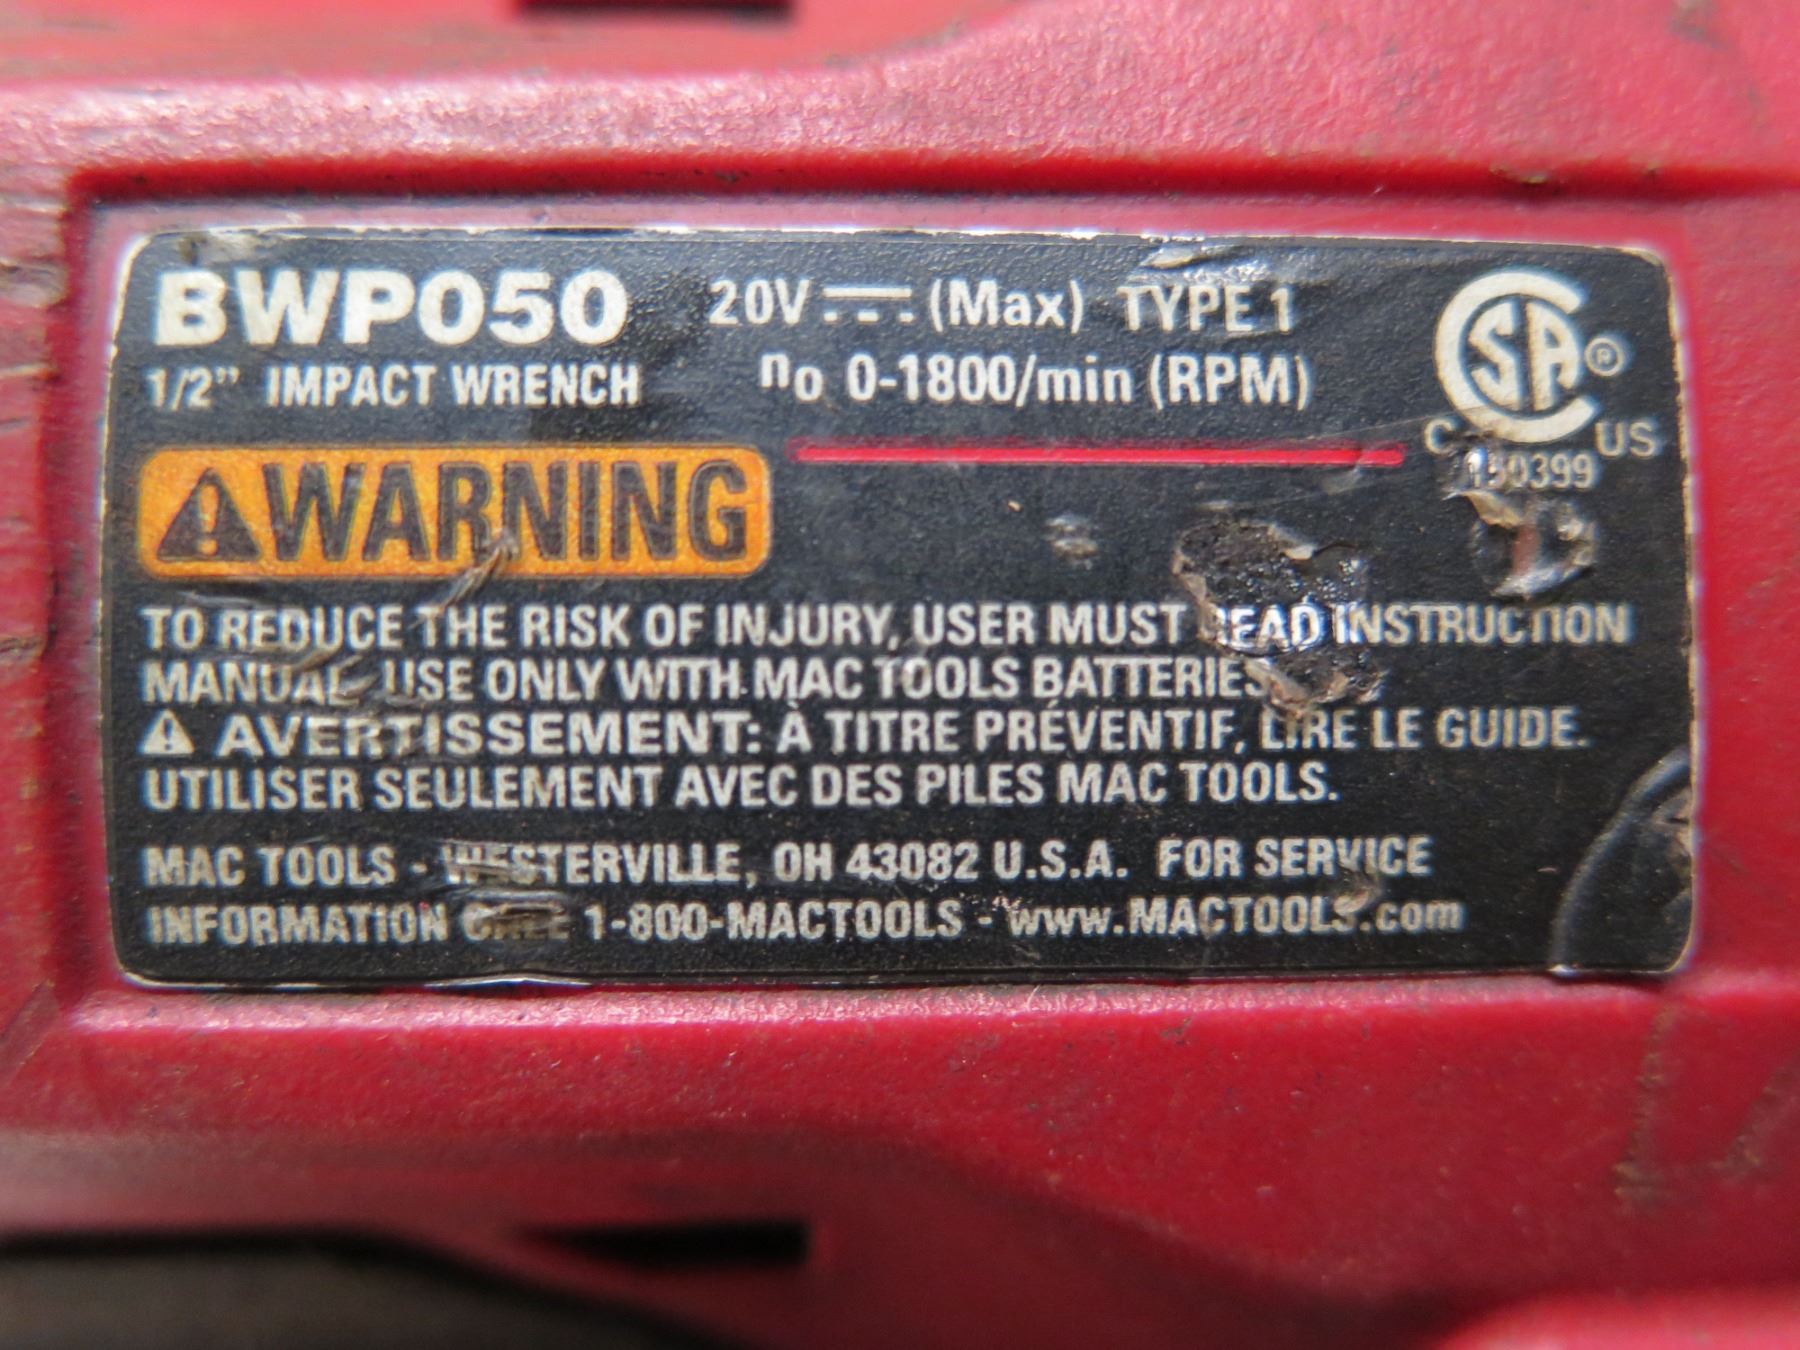 BWP050 20V (Max) TYPE 1
1/2" IMPACT WRENCH no 0-1800/min (RPM)
CSA ®
C US
WARNING
TO REDUCE THE RISK OF INJURY, USER MUST READ INSTRUCTION
MANUAL. USE ONLY WITH MAC TOOLS BATTERIES
AVERTISSEMENT: À TITRE PRÉVENTIF, LIRE LE GUIDE.
UTILISER SEULEMENT AVEC DES PILES MAC TOOLS.
MAC TOOLS - WESTERVILLE, OH 43082 U.S.A. FOR SERVICE
INFORMATION CALL 1-800-MACTOOLS - www.MACTOOLS.com